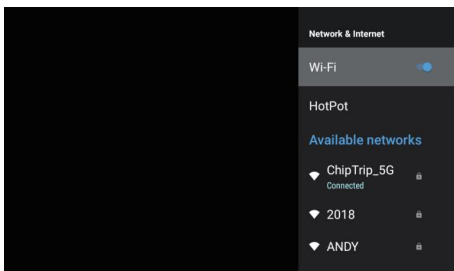 Network & Internet
Wi-Fi
HotPot
Available networks
ChipTrip_5G
Connected
2018
ANDY